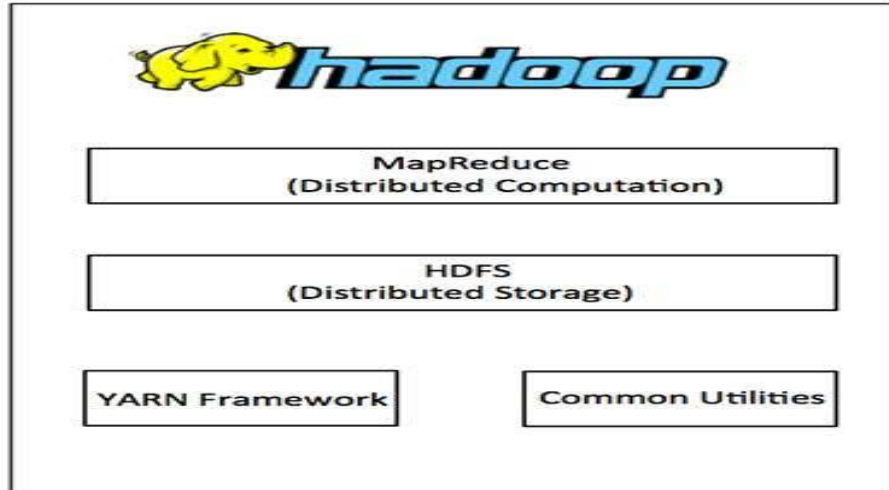 hadoop
MapReduce
(Distributed Computation)
HDFS
(Distributed Storage)
YARN Framework
Common Utilities